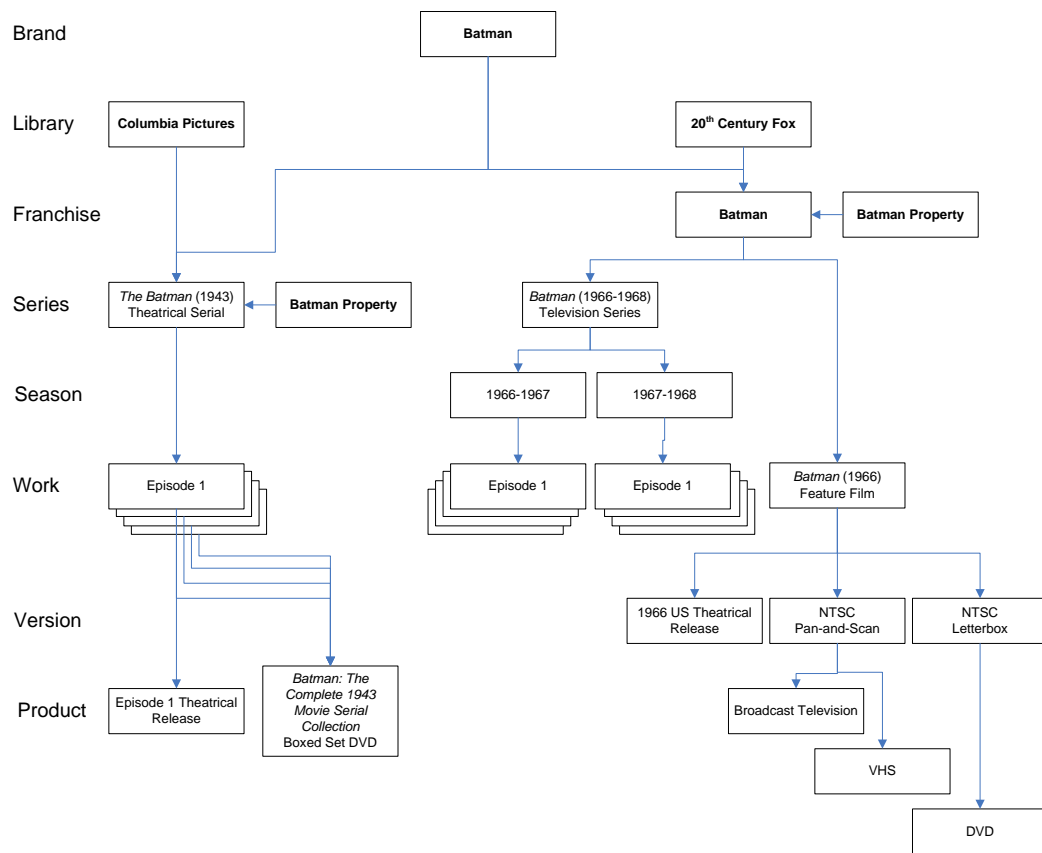 Brand
Batman
Library
Columbia Pictures
20th Century Fox
Franchise
Batman
Batman Property
Series
The Batman (1943)
Theatrical Serial
Batman Property
Batman (1966-1968)
Television Series
Season
1966-1967
1967-1968
Work
Episode 1
Episode 1
Episode 1
Batman (1966)
Feature Film
Version
1966 US Theatrical
Release
NTSC
Pan-and-Scan
NTSC
Letterbox
Product
Episode 1 Theatrical
Release
Batman: The
Complete 1943
Movie Serial
Collection
Boxed Set DVD
Broadcast Television
VHS
DVD